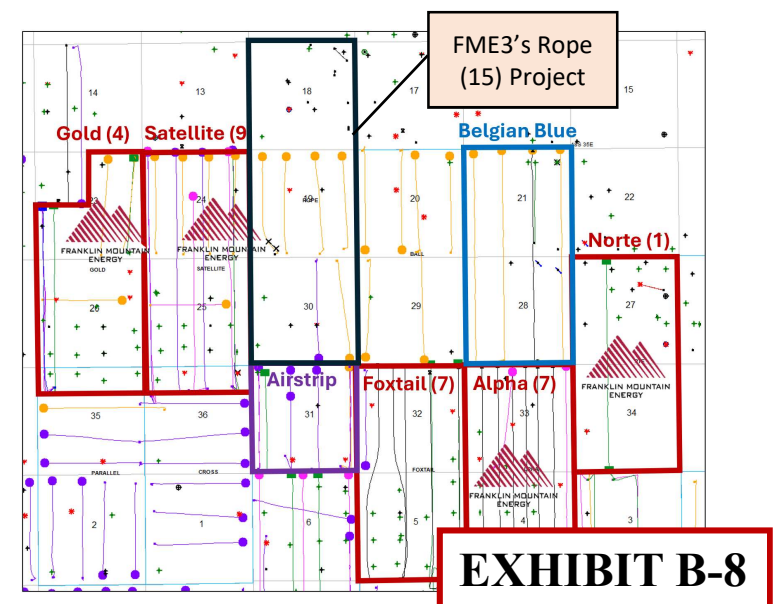 FME3's Rope
(15) Project
14
13
18
17
15
Gold (4)
Satellite (9
Belgian Blue
23
24
19
ROPE
20
21
22
FRANKLIN MOUNTAIN
ENERGY
GOLD
FRANKLIN MOUNTAIN
ENERGY
SATELLITE
BALL
Norte (1)
26
25
30
29
28
27
FRANKLIN MOUNTAIN
ENERGY
Airstrip
Foxtail (7)
Alpha (7)
35
36
31
32
33
34
PARALLEL
CROSS
FOXTAIL
FRANKLIN MOUNTAIN
ENERGY
2
1
6
5
4
3
EXHIBIT B-8